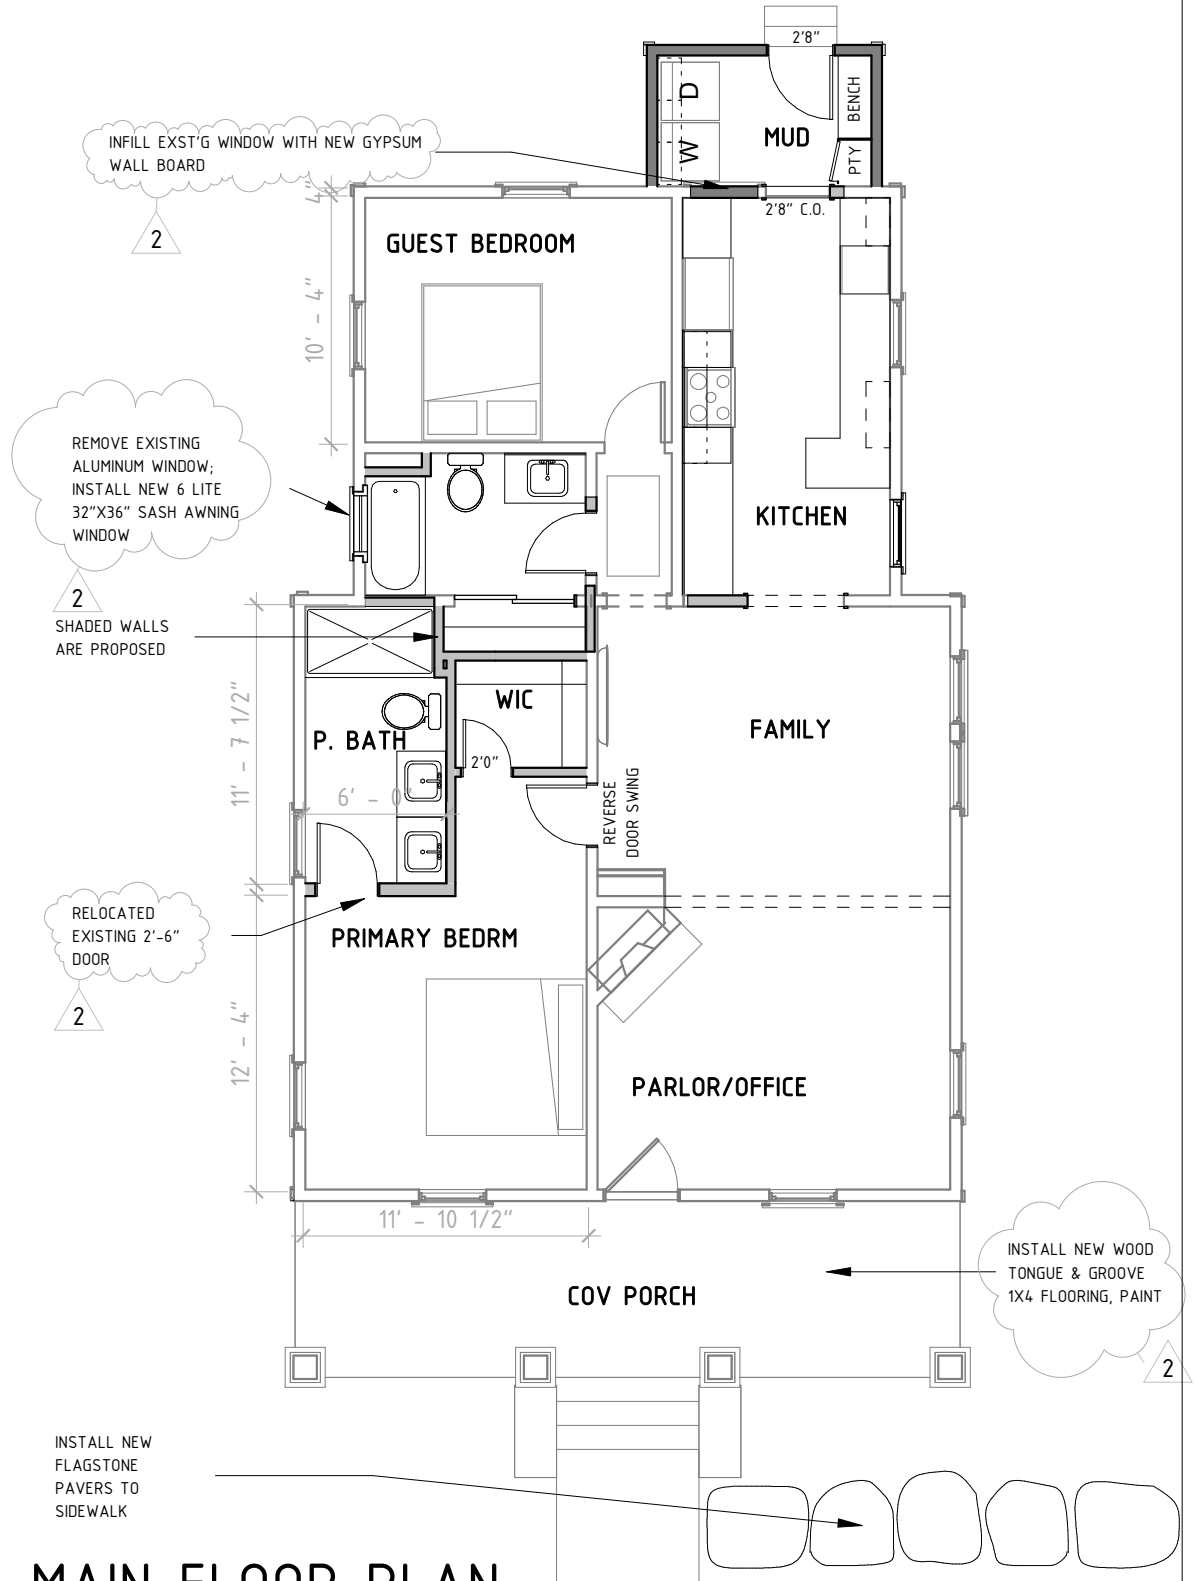 2'8"
D
W
MUD
BENCH
PTY
INFILL EXST'G WINDOW WITH NEW GYPSUM
WALL BOARD
2
2'8" C.O.
4"
GUEST BEDROOM
10' - 4"
REMOVE EXISTING
ALUMINUM WINDOW;
INSTALL NEW 6 LITE
32"X36" SASH AWNING
WINDOW
2
KITCHEN
SHADED WALLS
ARE PROPOSED
WIC
2'0"
P. BATH
FAMILY
11' - 7 1/2"
6' - 0"
REVERSE
DOOR SWING
RELOCATED
EXISTING 2'-6"
DOOR
2
PRIMARY BEDRM
12' - 4"
PARLOR/OFFICE
11' - 10 1/2"
COV PORCH
INSTALL NEW WOOD
TONGUE & GROOVE
1X4 FLOORING, PAINT
2
INSTALL NEW
FLAGSTONE
PAVERS TO
SIDEWALK
MAIN FLOOR PLAN